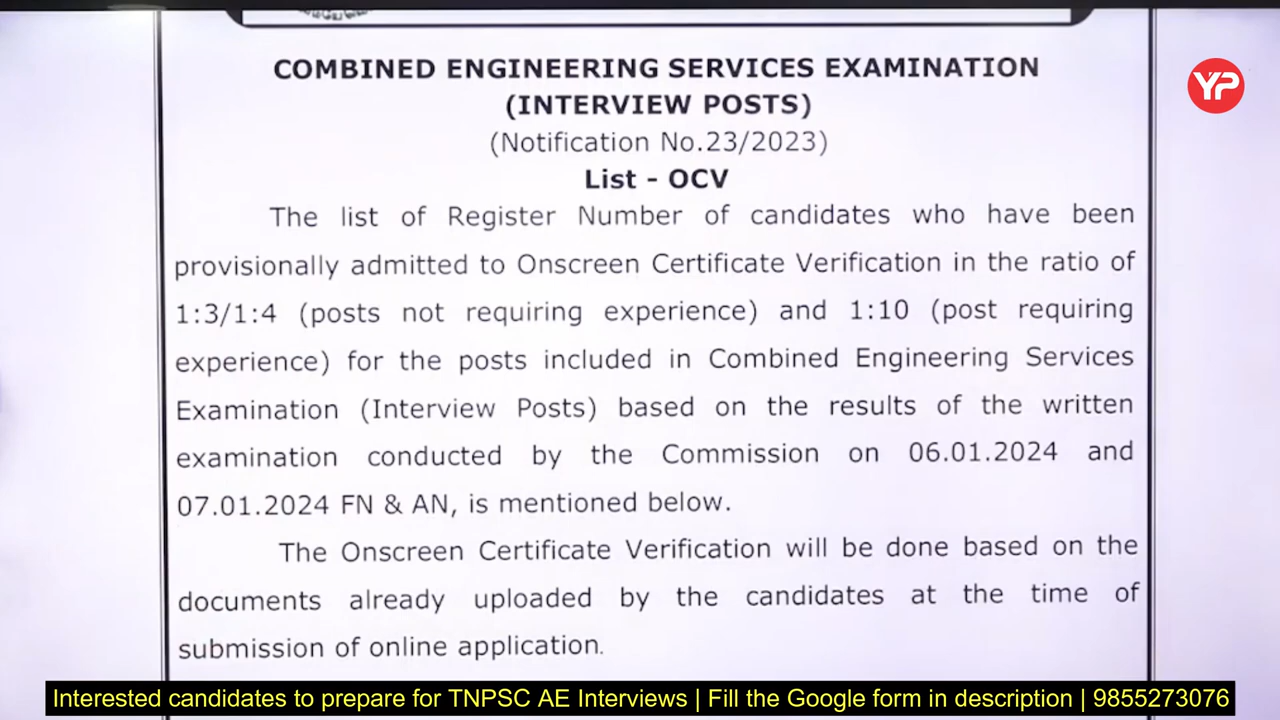 COMBINED ENGINEERING SERVICES EXAMINATION
(INTERVIEW POSTS)
(Notification No.23/2023)
List - OCV
The list of Register Number of candidates who have been
provisionally admitted to Onscreen Certificate Verification in the ratio of
1:3/1:4 (posts not requiring experience) and 1:10 (post requiring
experience) for the posts included in Combined Engineering Services
Examination (Interview Posts) based on the results of the written
examination conducted by the Commission on 06.01.2024 and
07.01.2024 FN & AN, is mentioned below.
The Onscreen Certificate Verification will be done based on the
documents already uploaded by the candidates at the time of
submission of online application.
YP
Interested candidates to prepare for TNPSC AE Interviews | Fill the Google form in description | 9855273076